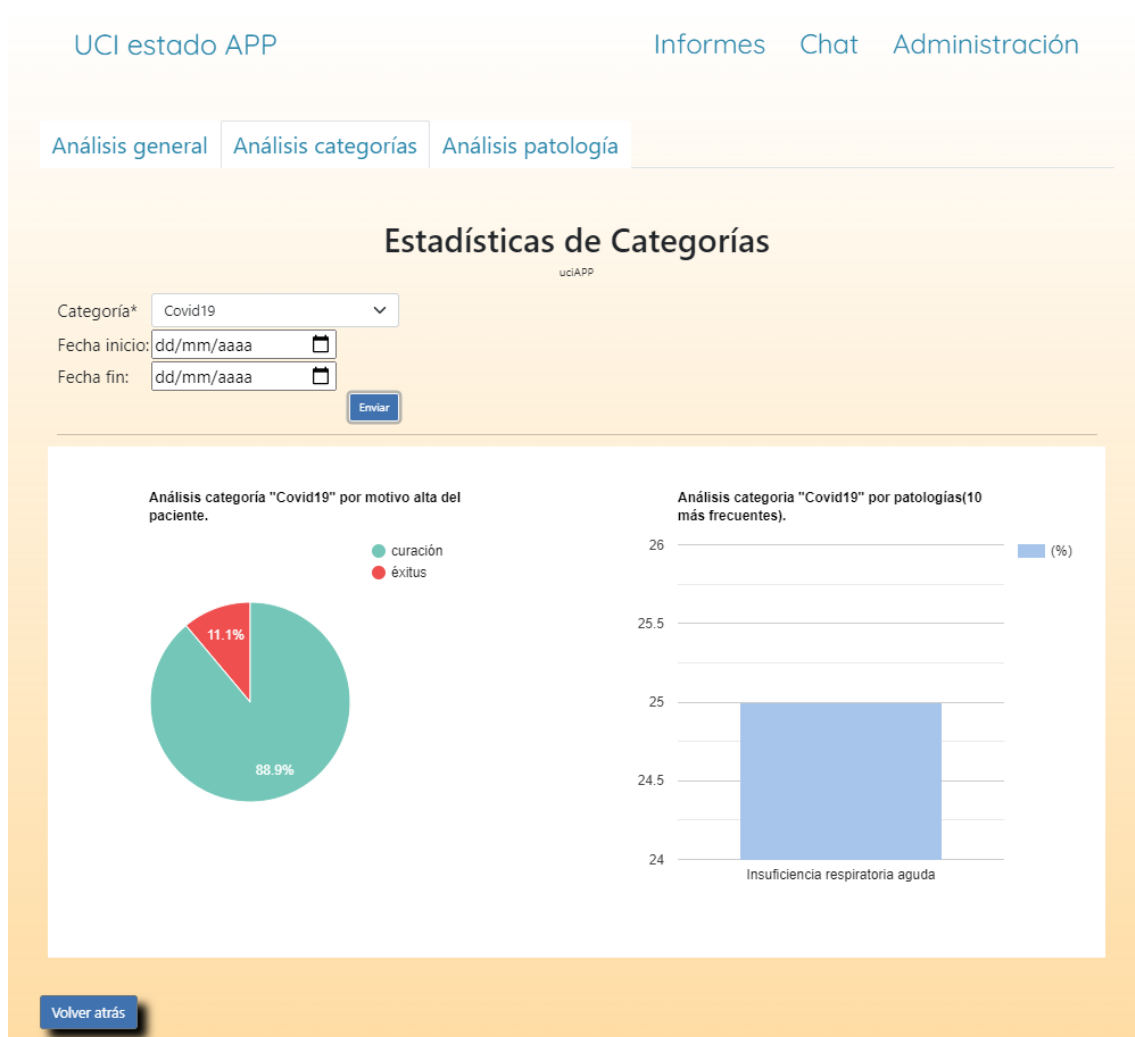 UCI estado APP
Informes Chat Administración
Análisis general Análisis categorías Análisis patología
Estadísticas de Categorías
uciAPP
Categoría* Covid19
Fecha inicio: dd/mm/aaaa
Fecha fin: dd/mm/aaaa
Enviar
Análisis categoría "Covid19" por motivo alta del
paciente.
curación
éxitus
11.1%
88.9%
Análisis categoria "Covid19" por patologías(10
más frecuentes).
26
(%)
25.5
25
24.5
24
Insuficiencia respiratoria aguda
Volver atrás